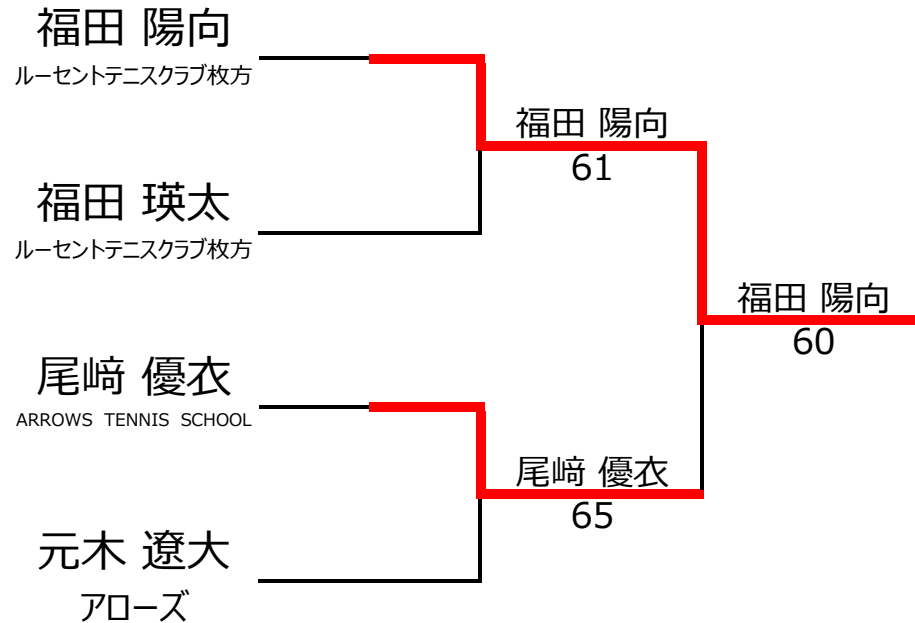 福田 陽向
ルーセントテニスクラブ枚方
福田 陽向
61
福田 瑛太
ルーセントテニスクラブ枚方
福田 陽向
60
尾﨑 優衣
ARROWS TENNIS SCHOOL
尾﨑 優衣
65
元木 遼大
アローズ